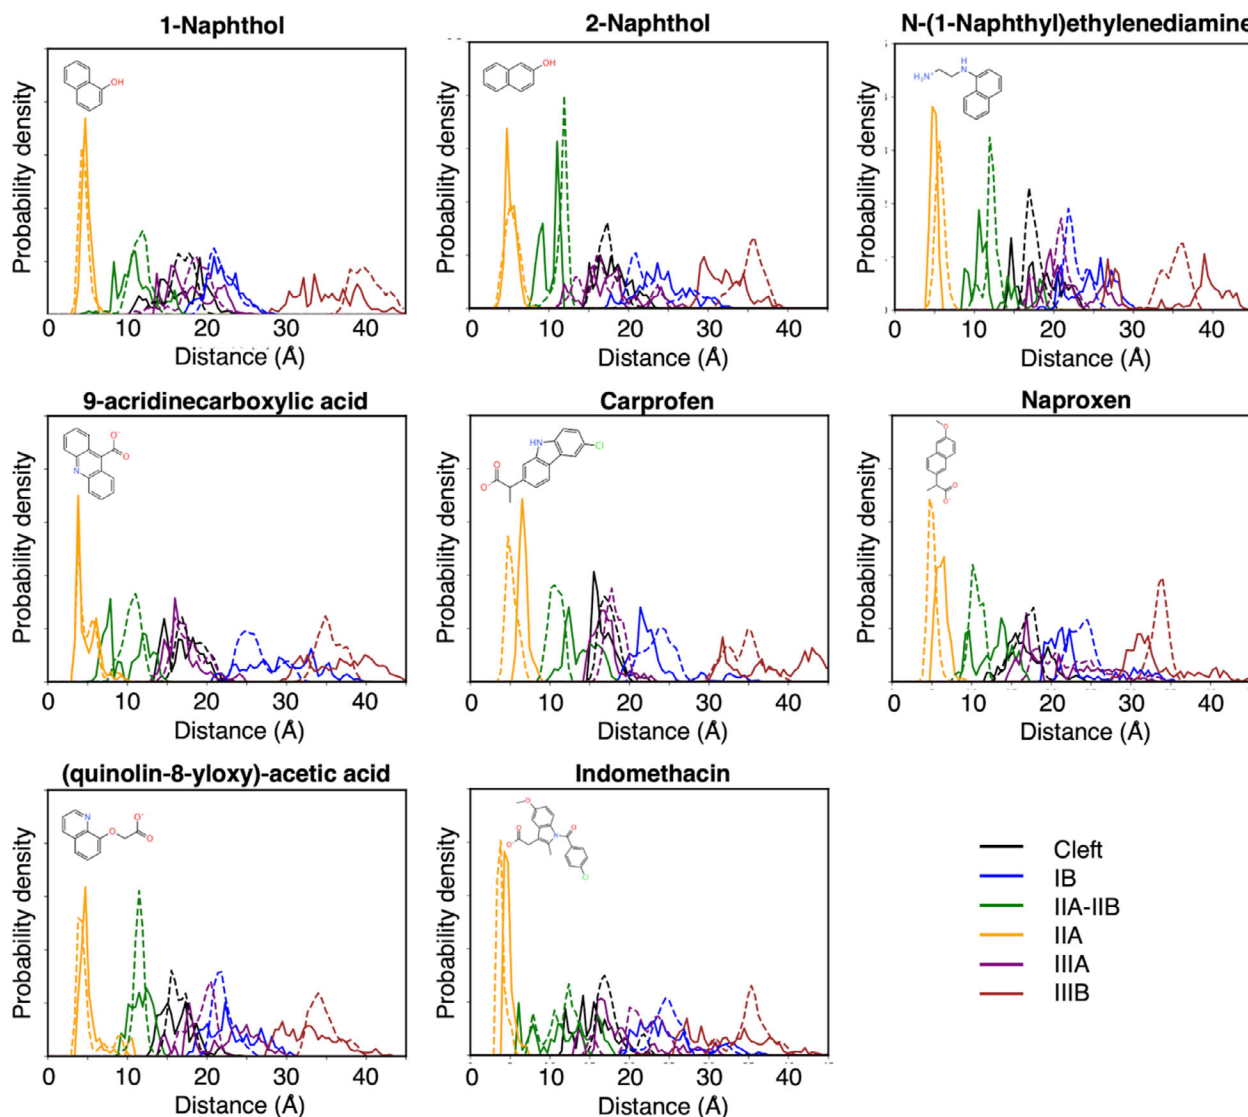 1-Naphthol
2-Naphthol
N-(1-Naphthyl)ethylenediamine
OH
OH
H
N
H₃N⁺
Probability density
Probability density
Probability density
4
3
2
0 10 20 30 40
0 10 20 30 40
0 10 20 30 40
Distance (Å)
Distance (Å)
Distance (Å)
9-acridinecarboxylic acid
Carprofen
Naproxen
O⁻
O
N
HN
Cl
O
O⁻
O
O
O⁻
Probability density
Probability density
Probability density
0 10 20 30 40
0 10 20 30 40
0 10 20 30 40
Distance (Å)
Distance (Å)
Distance (Å)
(quinolin-8-yloxy)-acetic acid
Indomethacin
N
O⁻
O
O
O
O
O
N
O
Cl
Probability density
Probability density
0 10 20 30 40
0 10 20 30 40
Distance (Å)
Distance (Å)
Cleft
IB
IIA-IIB
IIA
IIIA
IIIB